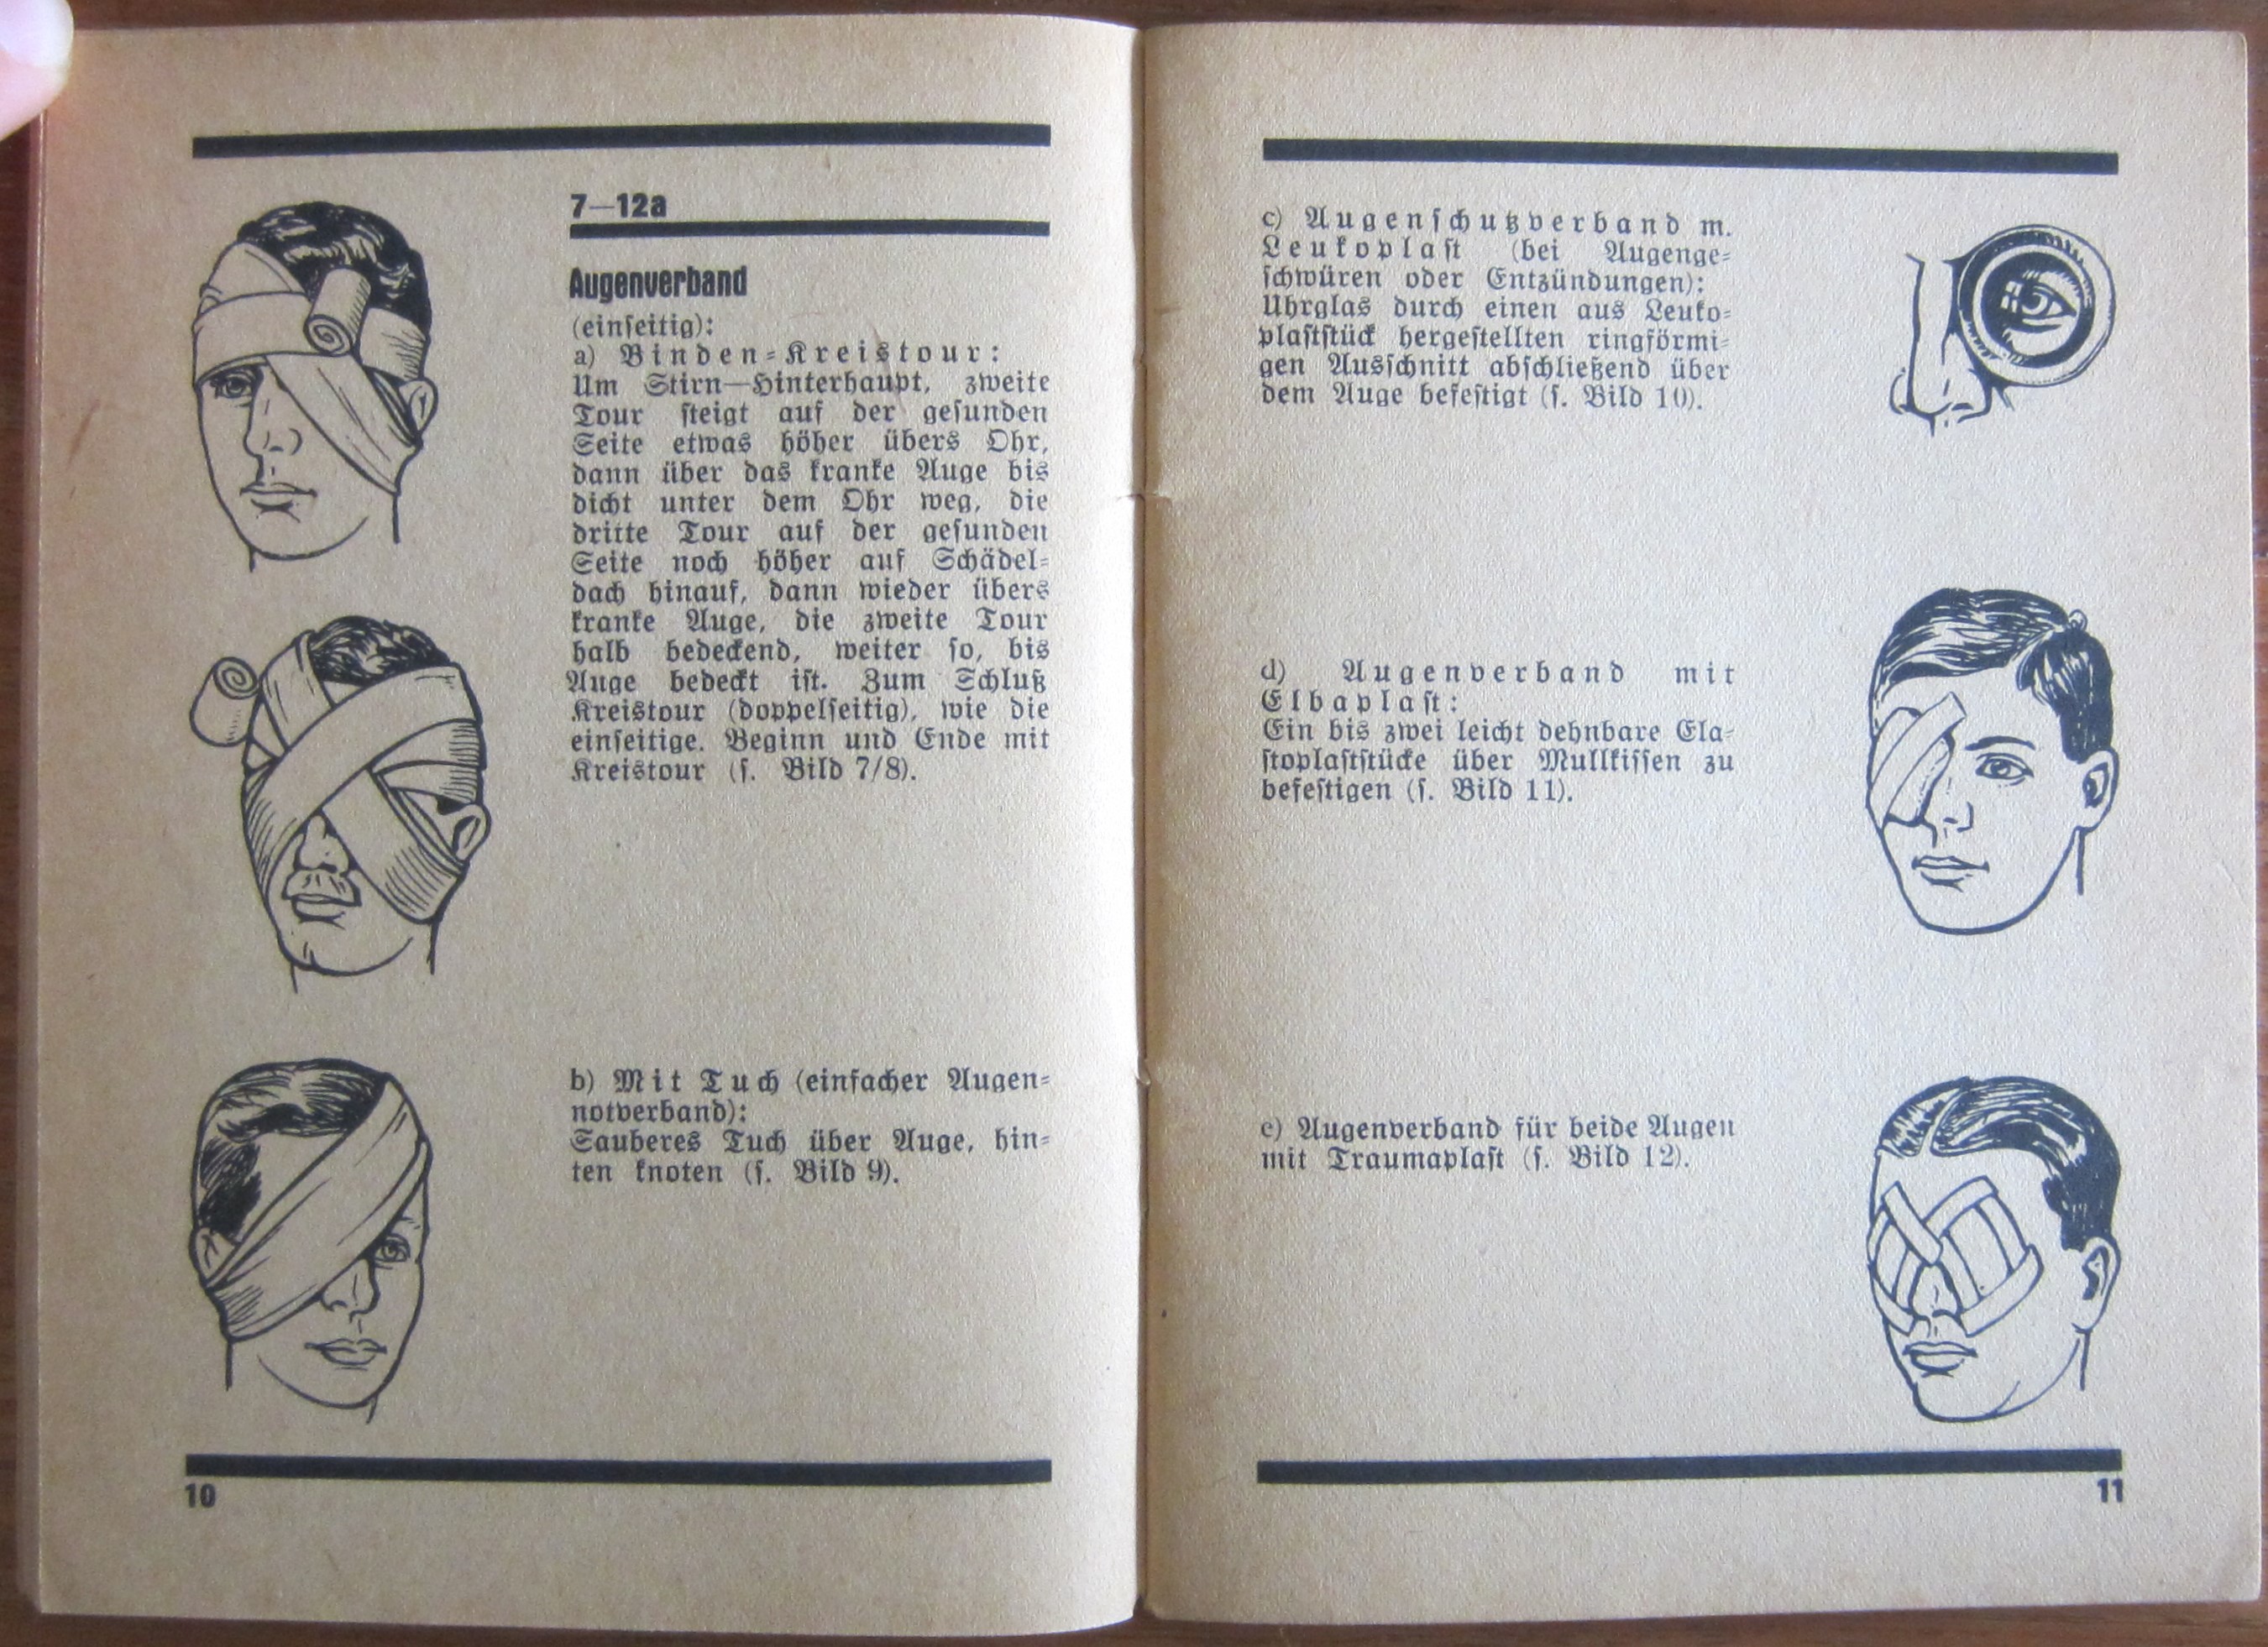 7—12a
Augenverband
(einseitig):
a) Binden-Kreistour:
Um Stirn—Hinterhaupt, zweite
Tour steigt auf der gesunden
Seite etwas höher übers Ohr,
dann über das kranke Auge bis
dicht unter dem Ohr weg, die
dritte Tour auf der gesunden
Seite noch höher auf Schädel-
dach hinauf, dann wieder übers
kranke Auge, die zweite Tour
halb bedeckend, weiter so, bis
Auge bedeckt ist. Zum Schluß
Kreistour (doppelseitig), wie die
einseitige. Beginn und Ende mit
Kreistour (s. Bild 7/8).
b) Mit Tuch (einfacher Augen-
notverband):
Sauberes Tuch über Auge, hin-
ten knoten (s. Bild 9).
10
c) Augenschutzverband m.
Leukoplast (bei Augenge-
schwüren oder Entzündungen):
Uhrglas durch einen aus Leuko-
plaststück hergestellten ringförmi-
gen Ausschnitt abschließend über
dem Auge befestigt (s. Bild 10).
d) Augenverband mit
Elbaplast:
Ein bis zwei leicht dehnbare Ela-
stoplaststücke über Mullkissen zu
befestigen (s. Bild 11).
e) Augenverband für beide Augen
mit Traumaplast (s. Bild 12).
11